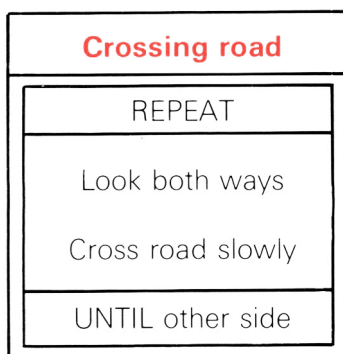 Crossing road
REPEAT
Look both ways
Cross road slowly
UNTIL other side